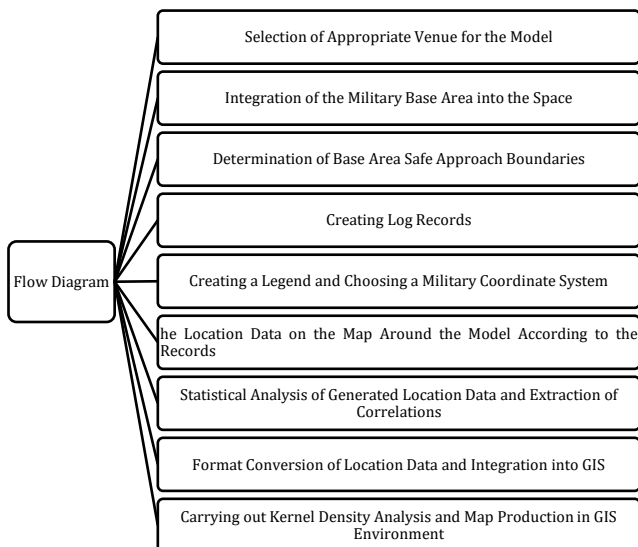 Selection of Appropriate Venue for the Model
Integration of the Military Base Area into the Space
Determination of Base Area Safe Approach Boundaries
Creating Log Records
Flow Diagram
Creating a Legend and Choosing a Military Coordinate System
he Location Data on the Map Around the Model According to the
Records
Statistical Analysis of Generated Location Data and Extraction of
Correlations
Format Conversion of Location Data and Integration into GIS
Carrying out Kernel Density Analysis and Map Production in GIS
Environment